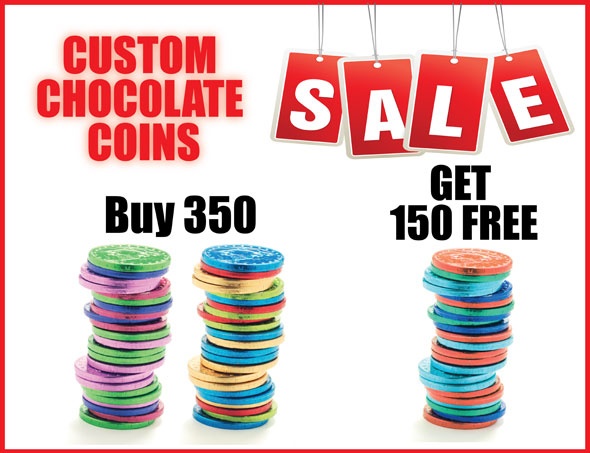 CUSTOM
CHOCOLATE
COINS
SALE
Buy 350
GET
150 FREE